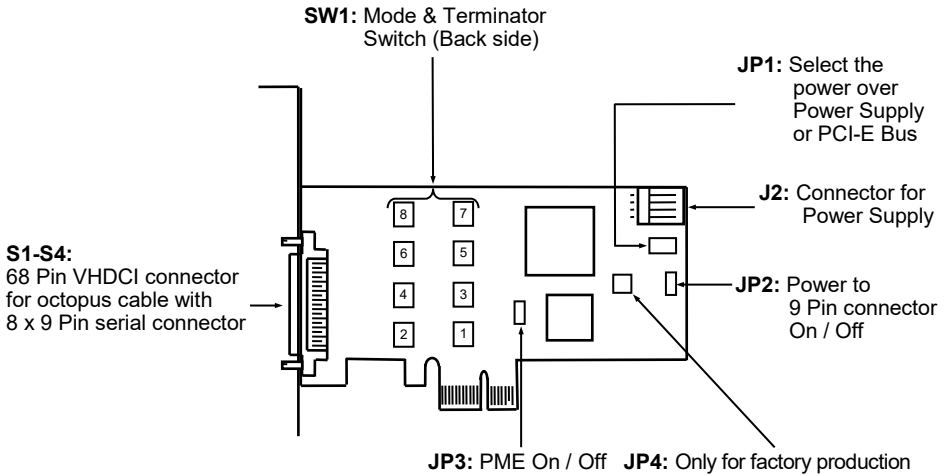 SW1: Mode & Terminator
Switch (Back side)
JP1: Select the
power over
Power Supply
or PCI-E Bus
J2: Connector for
Power Supply
S1-S4:
68 Pin VHDCI connector
for octopus cable with
8 x 9 Pin serial connector
8 7
6 5
4 3
2 1
JP2: Power to
9 Pin connector
On / Off
JP3: PME On / Off JP4: Only for factory production